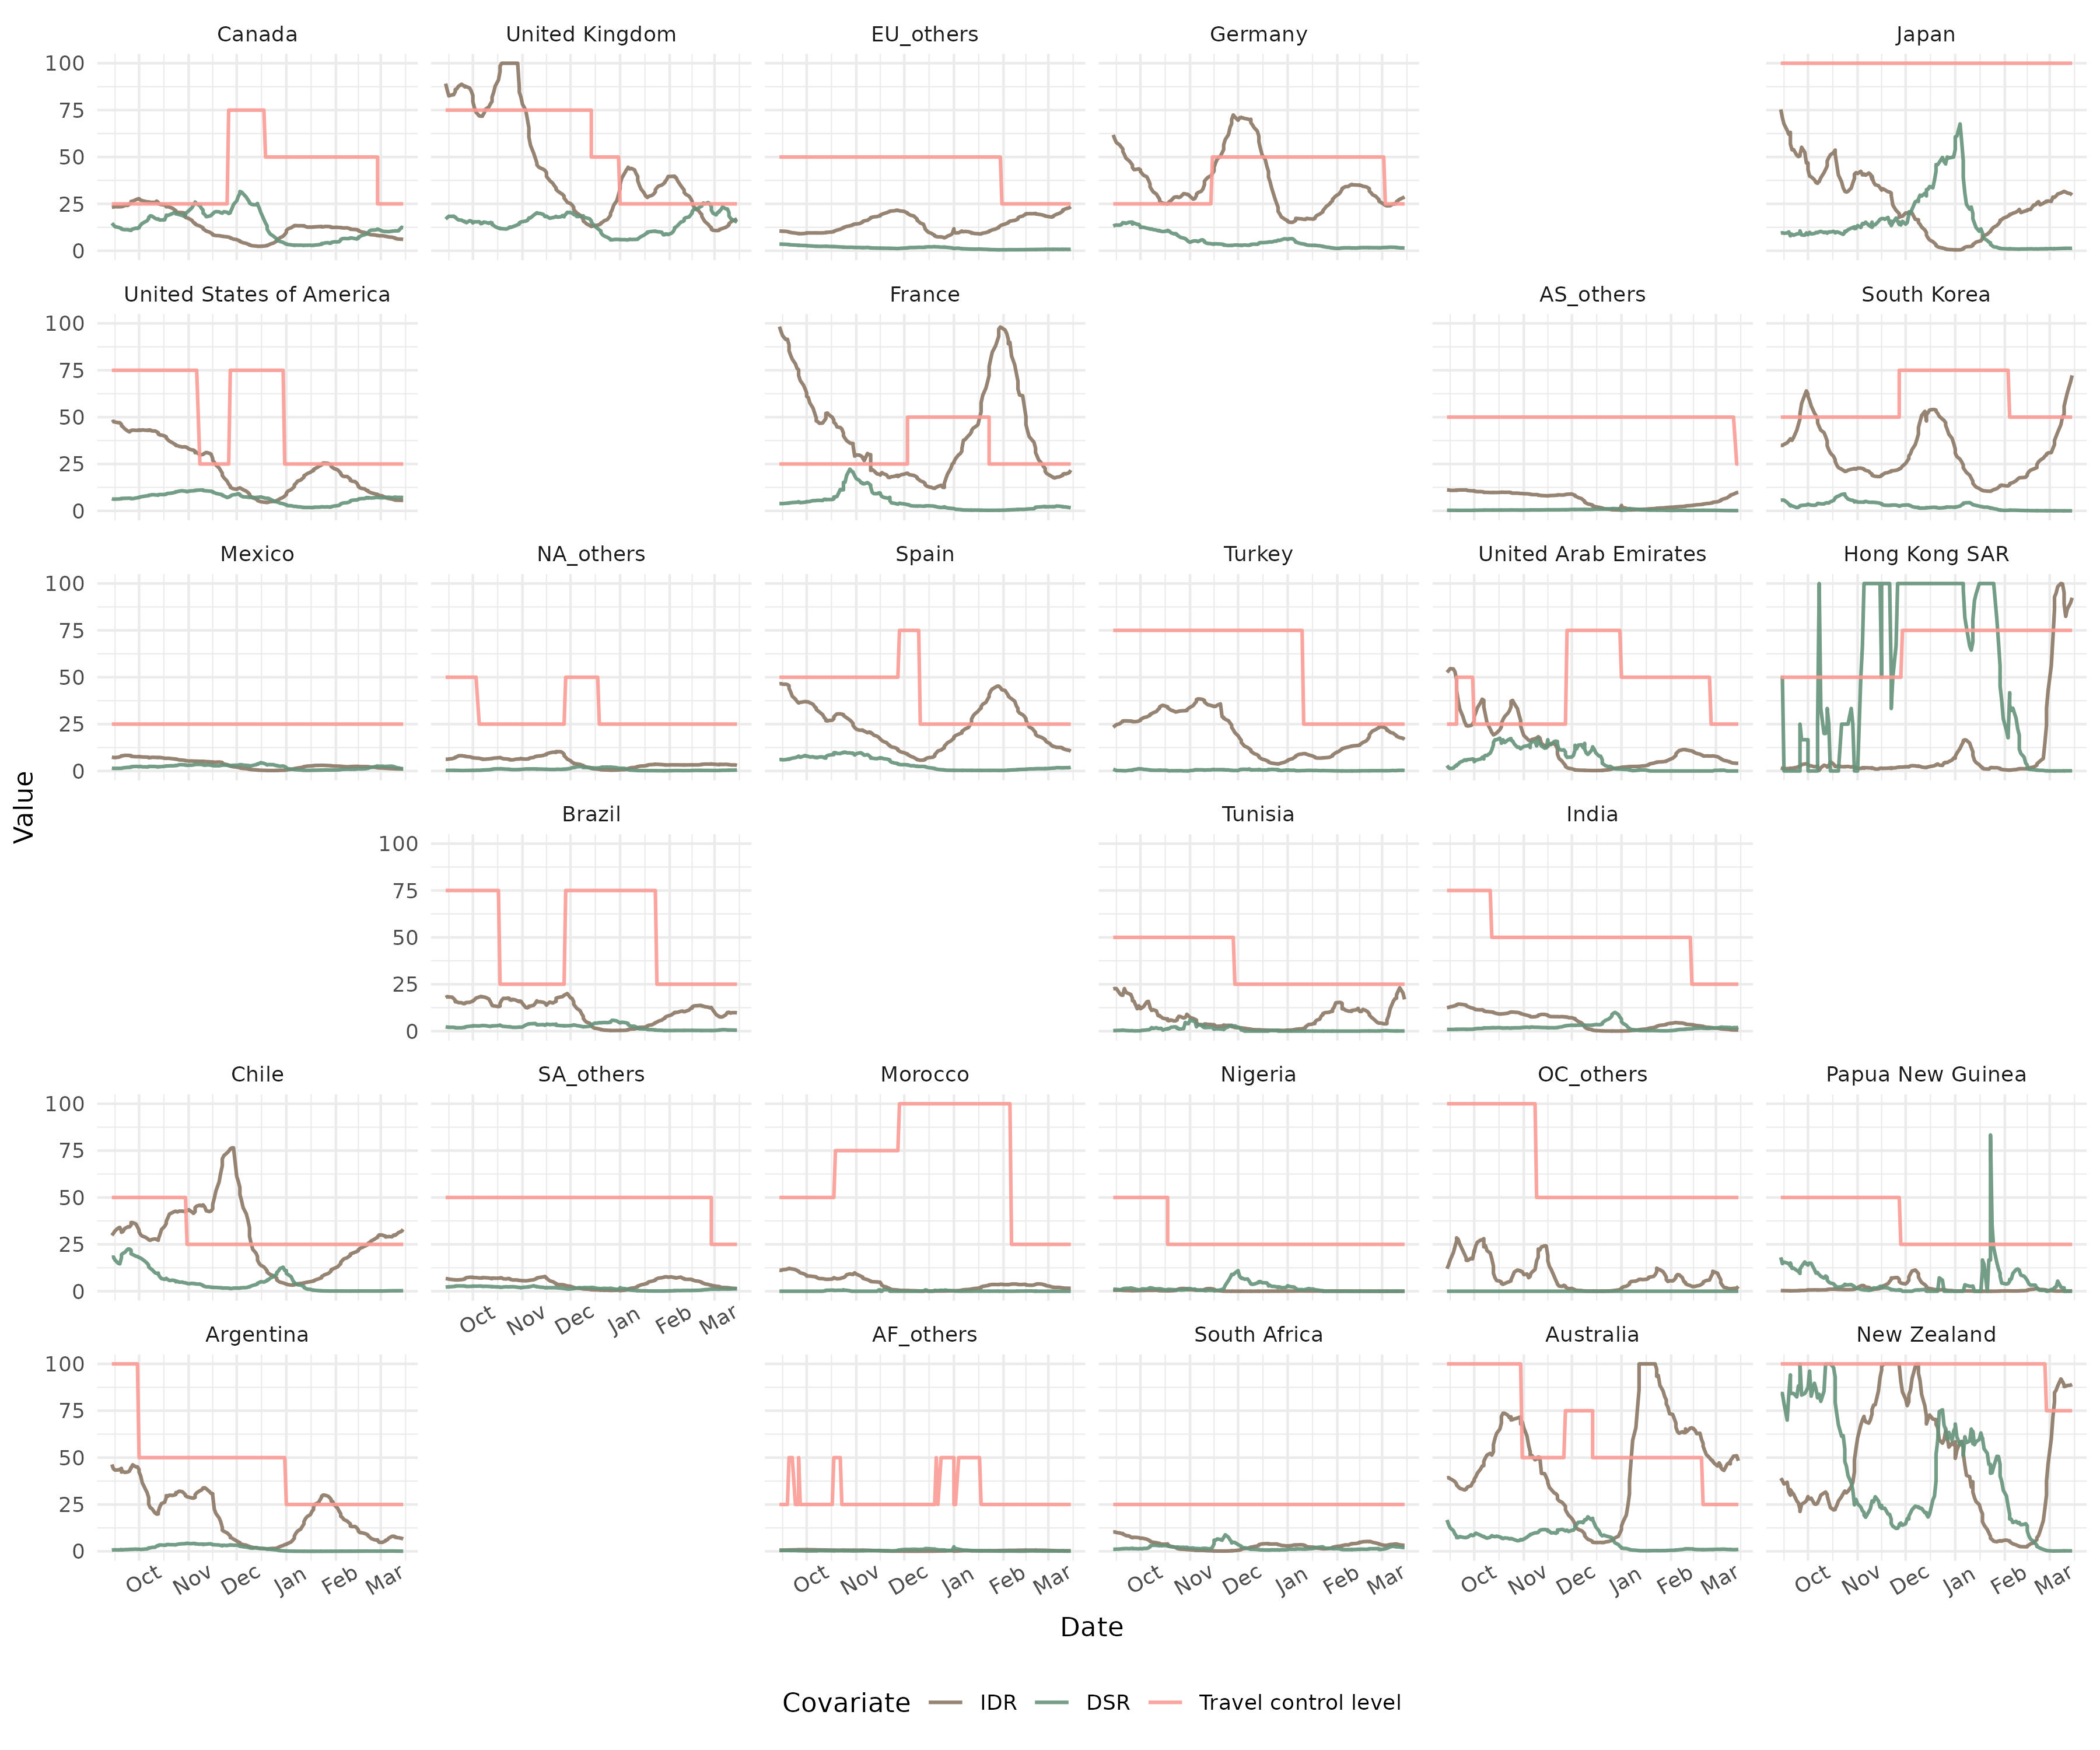 Canada United Kingdom EU_others Germany Japan
100
75
50
25
0
United States of America France AS_others South Korea
100
75
50
25
0
Mexico NA_others Spain Turkey United Arab Emirates Hong Kong SAR
100
75
50
25
0
Value
Brazil Tunisia India
100
75
50
25
0
Chile SA_others Morocco Nigeria OC_others Papua New Guinea
100
75
50
25
0
Oct Nov Dec Jan Feb Mar
Argentina AF_others South Africa Australia New Zealand
100
75
50
25
0
Oct Nov Dec Jan Feb Mar Oct Nov Dec Jan Feb Mar Oct Nov Dec Jan Feb Mar Oct Nov Dec Jan Feb Mar Oct Nov Dec Jan Feb Mar
Date
Covariate IDR DSR Travel control level